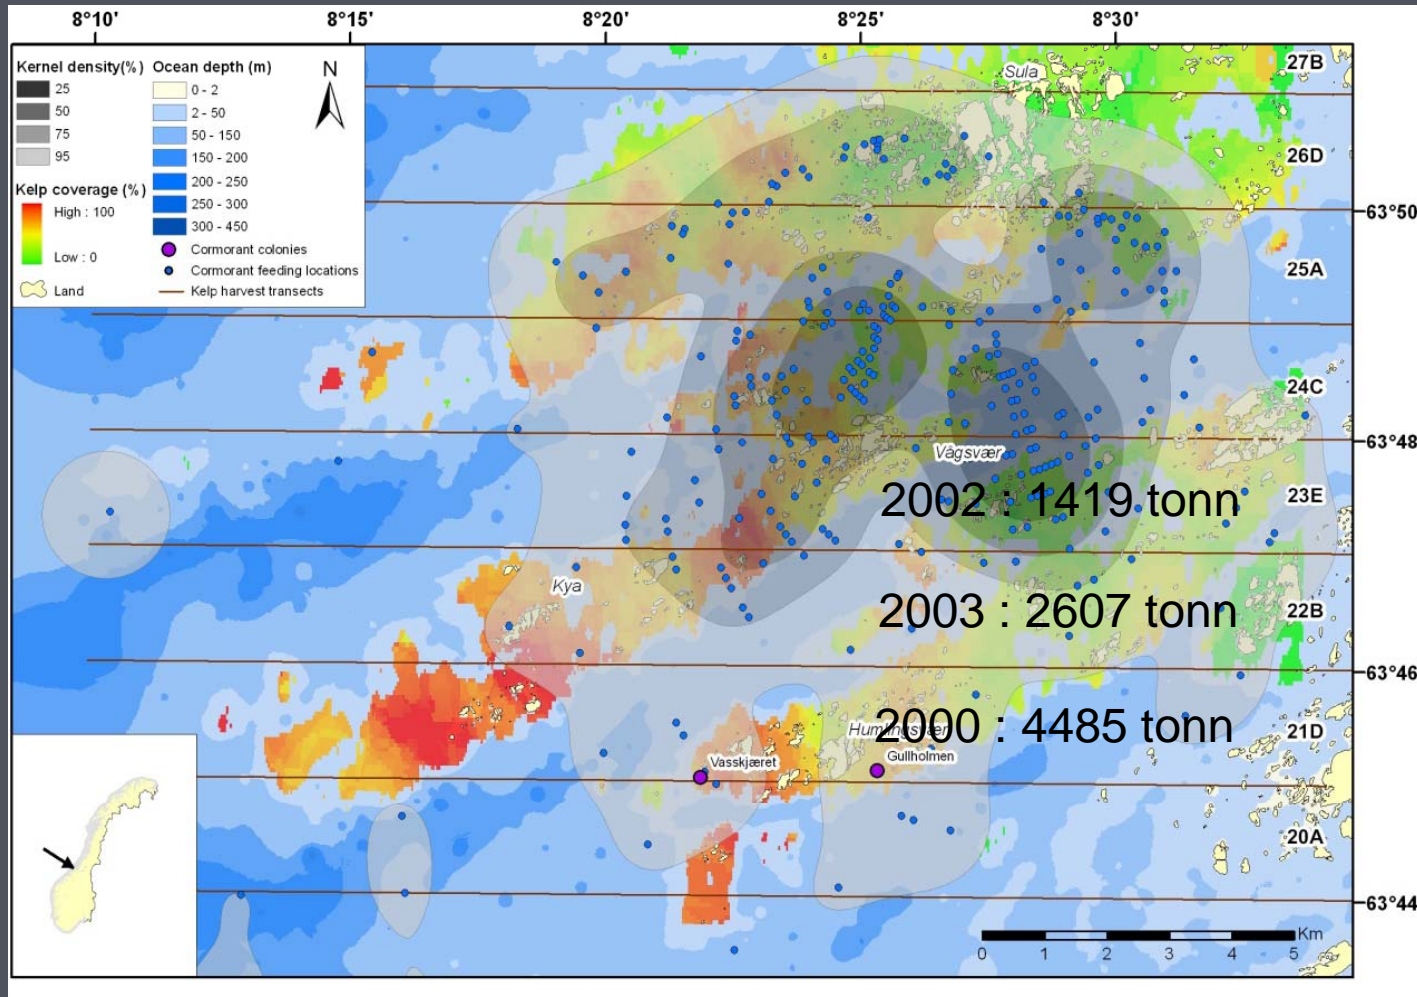 8°10' 8°15' 8°20' 8°25' 8°30'
Kernel density(%)
25
50
75
95
Kelp coverage (%)
High : 100
Low : 0
Land
Ocean depth (m)
0 - 2
2 - 50
50 - 150
150 - 200
200 - 250
250 - 300
300 - 450
Cormorant colonies
Cormorant feeding locations
Kelp harvest transects
N
Sula
27B
26D
63°50
25A
24C
63°48
Vågsvær
2002 : 1419 tonn
23E
Kya
2003 : 2607 tonn
22B
63°46
2000 : 4485 tonn
21D
Humlingsvær
Vasskjæret
Gullholmen
20A
63°44
Km
0 1 2 3 4 5